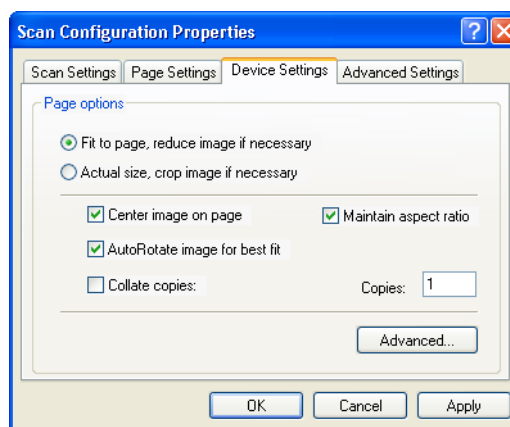 Scan Configuration Properties
Scan Settings Page Settings Device Settings Advanced Settings
Page options
Fit to page, reduce image if necessary
Actual size, crop image if necessary
Center image on page Maintain aspect ratio
AutoRotate image for best fit
Collate copies: Copies: 1
Advanced...
OK Cancel Apply